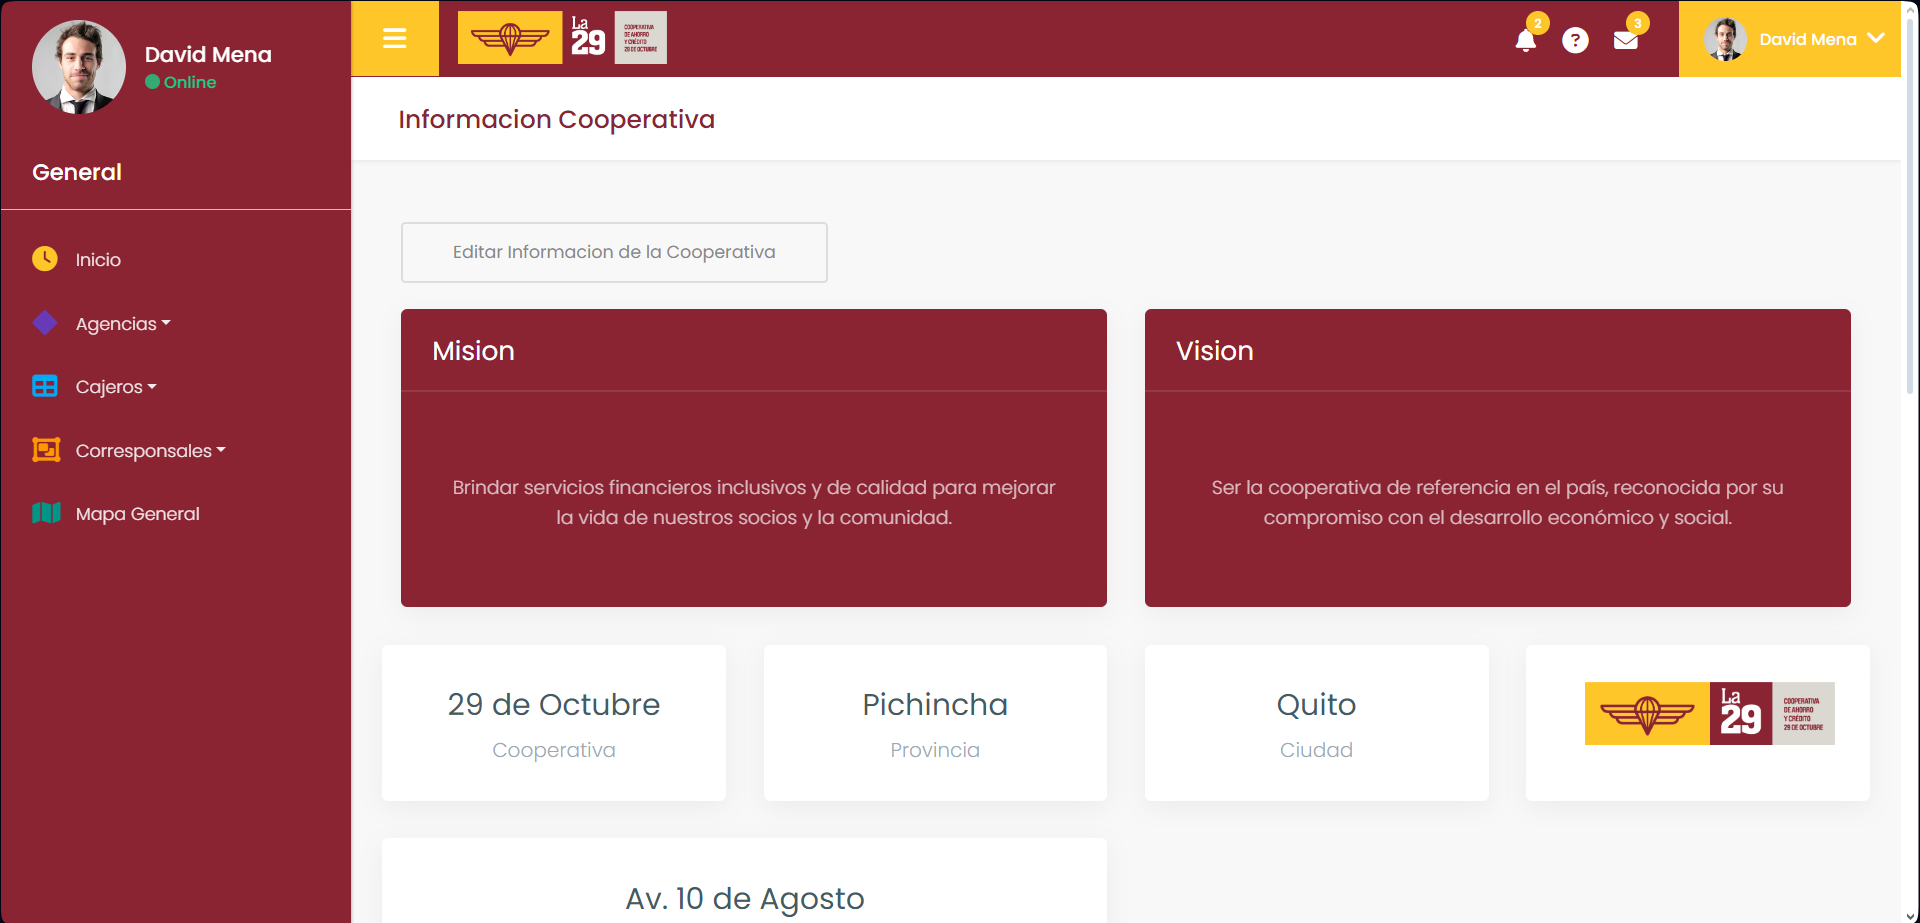 David Mena
Online
General
Inicio
Agencias
Cajeros
Corresponsales
Mapa General
La
29
COOPERATIVA
DE AHORRO
Y CRÉDITO
29 DE OCTUBRE
2
?
3
David Mena
Informacion Cooperativa
Editar Informacion de la Cooperativa
Mision
Brindar servicios financieros inclusivos y de calidad para mejorar
la vida de nuestros socios y la comunidad.
Vision
Ser la cooperativa de referencia en el país, reconocida por su
compromiso con el desarrollo económico y social.
29 de Octubre
Cooperativa
Pichincha
Provincia
Quito
Ciudad
La
29
COOPERATIVA
DE AHORRO
Y CRÉDITO
29 DE OCTUBRE
Av. 10 de Agosto